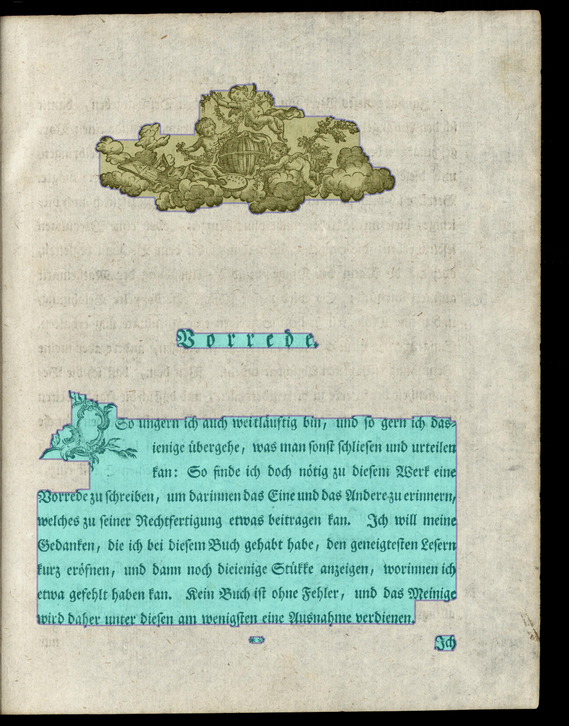 Vorrede.
So ungern ich auch weitläuftig bin, und so gern ich das-
ienige übergehe, was man sonst schliesen und urteilen
kan: So finde ich doch nötig zu diesem Werk eine
Vorrede zu schreiben, um darinnen das Eine und das Andere zu erinnern,
welches zu seiner Rechtfertigung etwas beitragen kan. Ich will meine
Gedanken, die ich bei diesem Buch gehabt habe, den geneigtesten Lesern
kurz eröfnen, und dann noch dieienige Stükke anzeigen, worinnen ich
etwa gefehlt haben kan. Kein Buch ist ohne Fehler, und das Meinige
wird daher unter diesen am wenigsten eine Ausnahme verdienen.
Ich